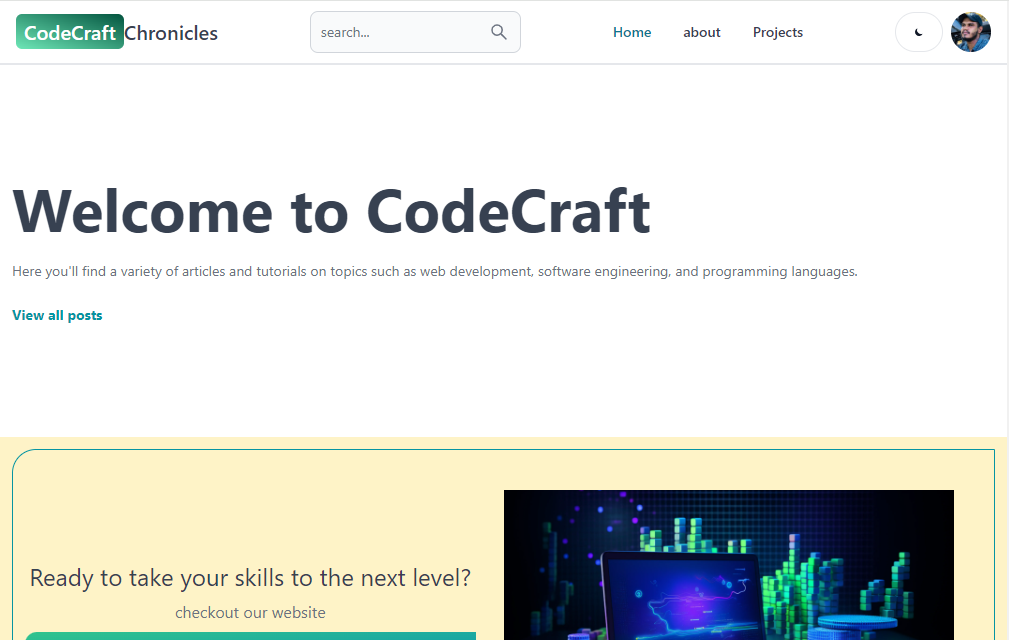 CodeCraft Chronicles
search...
Home
about
Projects
Welcome to CodeCraft
Here you'll find a variety of articles and tutorials on topics such as web development, software engineering, and programming languages.
View all posts
Ready to take your skills to the next level?
checkout our website